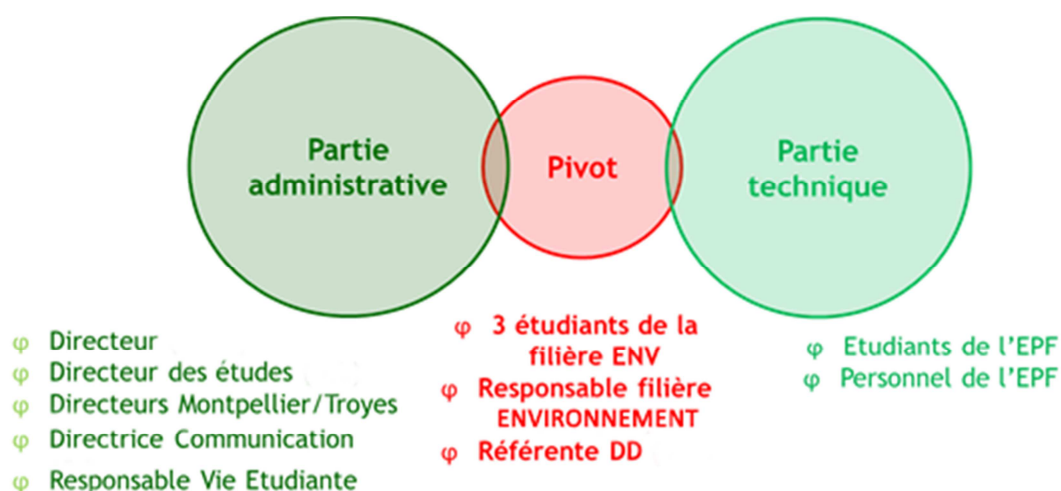 Partie
administrative
Pivot
Partie
technique
φ Directeur
φ Directeur des études
φ Directeurs Montpellier/Troyes
φ Directrice Communication
φ Responsable Vie Etudiante
φ 3 étudiants de la
filière ENV
φ Responsable filière
ENVIRONNEMENT
φ Référente DD
φ Etudiants de l'EPF
φ Personnel de l'EPF